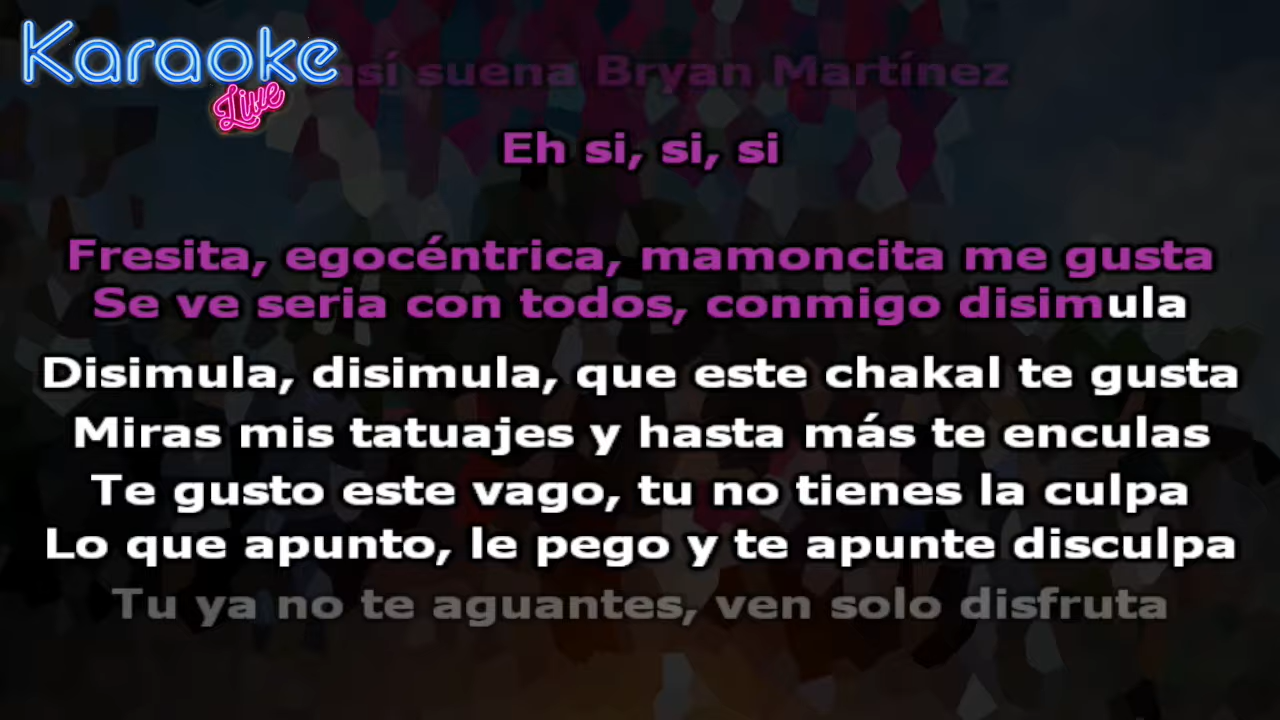 Karaoke
Live
así suena Bryan Martínez
Eh si, si, si
Fresita, egocéntrica, mamoncita me gusta
Se ve seria con todos, conmigo disimula
Disimula, disimula, que este chakal te gusta
Miras mis tatuajes y hasta más te enculas
Te gusto este vago, tu no tienes la culpa
Lo que apunto, le pego y te apunte disculpa
Tu ya no te aguantes, ven solo disfruta